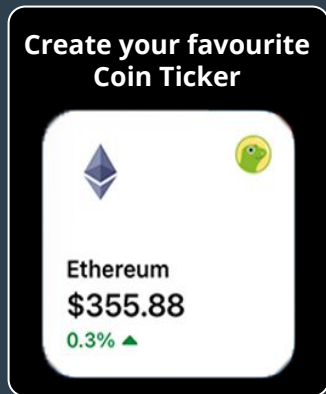 Create your favourite
Coin Ticker
Ethereum
$355.88
0.3% ▲